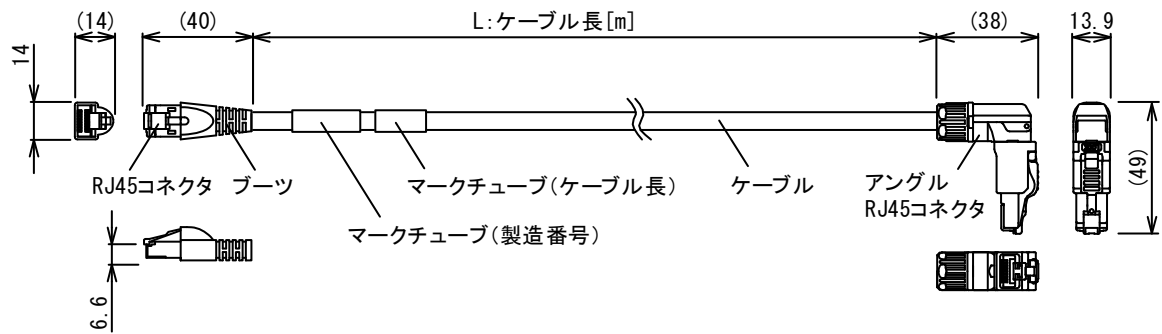 (14)
(40)
L:ケーブル長[m]
(38)
13.9
14
RJ45コネクタ
ブーツ
マークチューブ(ケーブル長)
ケーブル
アングル
RJ45コネクタ
(49)
マークチューブ(製造番号)
6.6